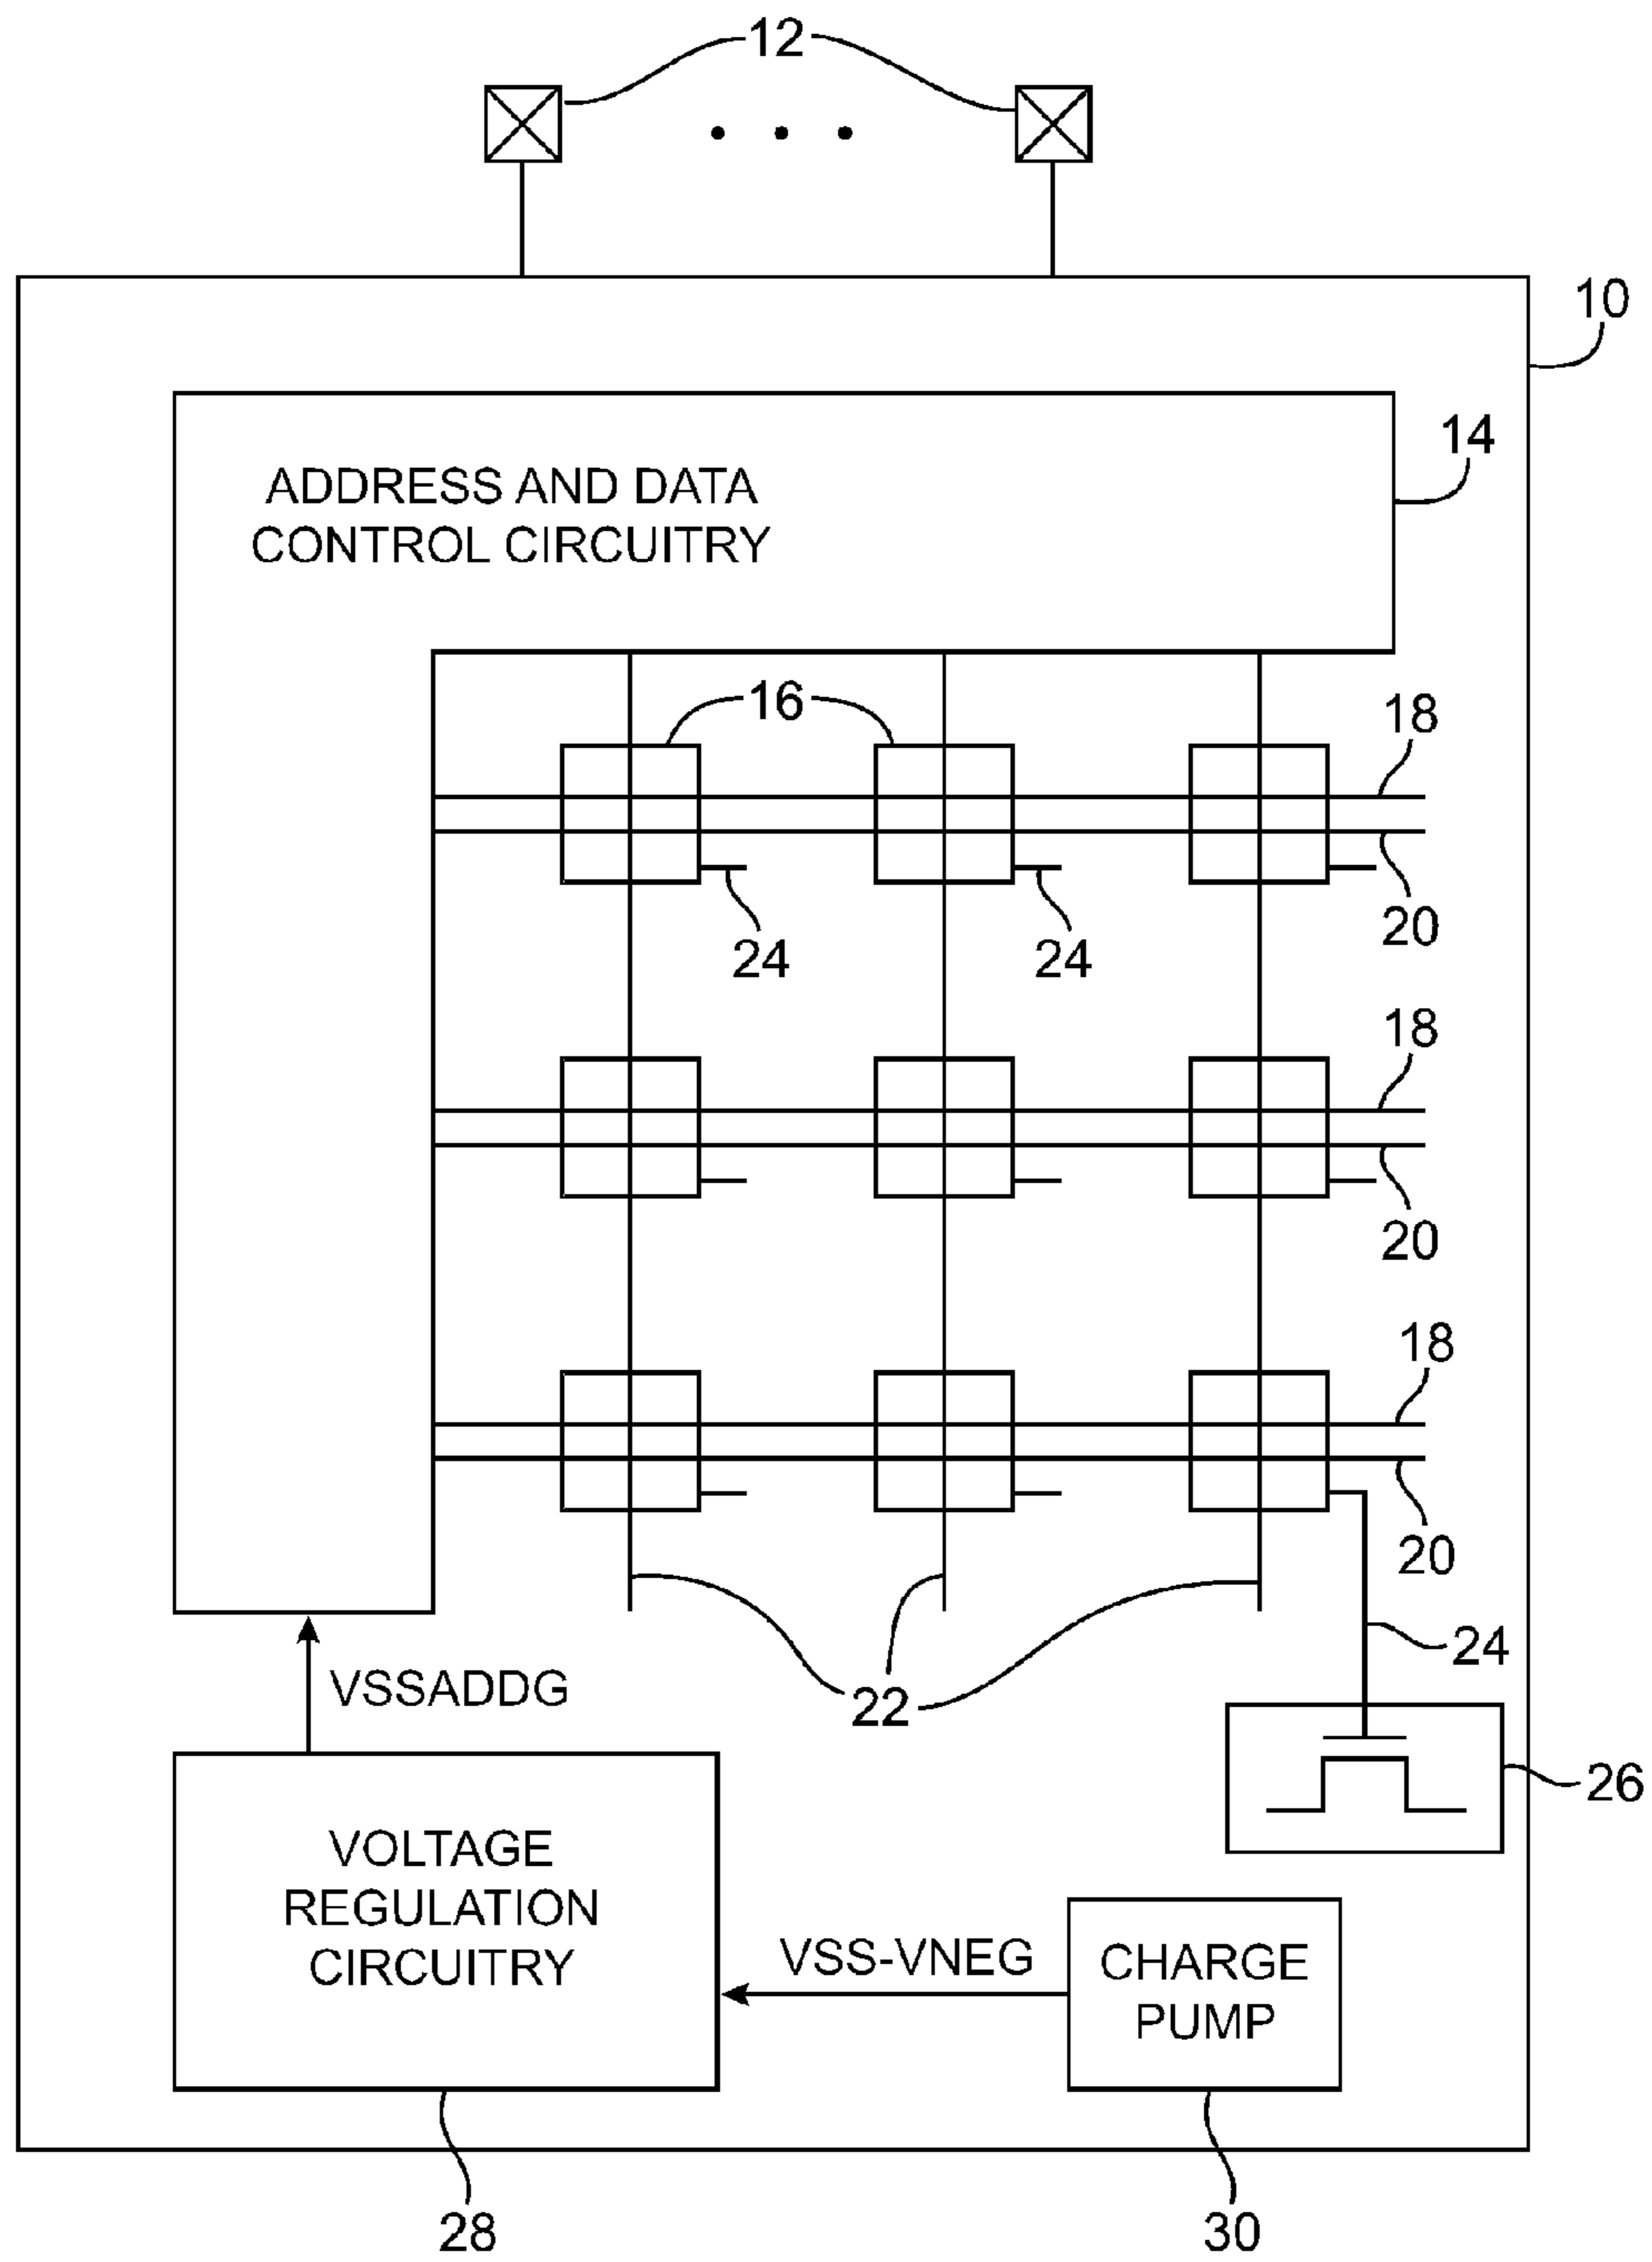 12
10
14
ADDRESS AND DATA
CONTROL CIRCUITRY
16
18
20
24
24
18
20
18
20
24
VSSADDG
22
26
VOLTAGE
REGULATION
CIRCUITRY
VSS-VNEG
CHARGE
PUMP
28
30